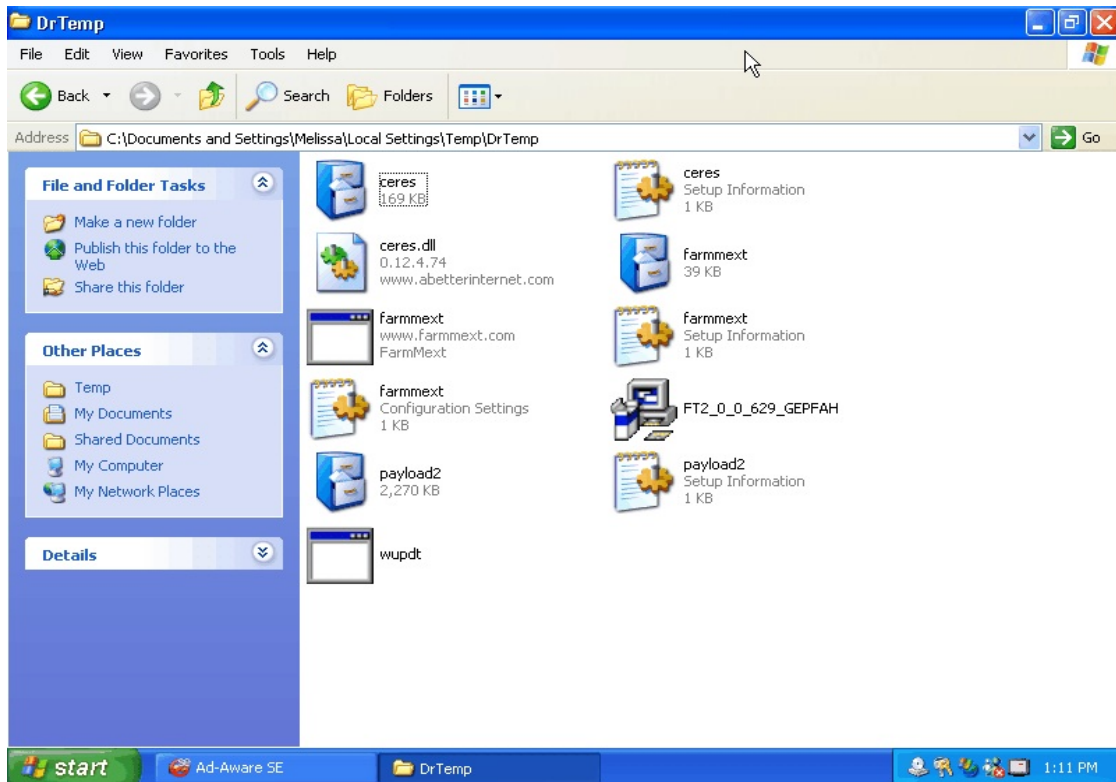 DrTemp
File Edit View Favorites Tools Help
Back Search Folders
Address C:\Documents and Settings\Melissa\Local Settings\Temp\DrTemp Go
File and Folder Tasks
Make a new folder
Publish this folder to the
Web
Share this folder
Other Places
Temp
My Documents
Shared Documents
My Computer
My Network Places
Details
ceres
169 KB
ceres
Setup Information
1 KB
ceres.dll
0.12.4.74
www.abetterinternet.com
farmmext
39 KB
farmmext
www.farmmext.com
FarmMext
farmmext
Setup Information
1 KB
farmmext
Configuration Settings
1 KB
FT2_0_0_629_GEPFAH
payload2
2,270 KB
payload2
Setup Information
1 KB
wupdt
start Ad-Aware SE DrTemp 1:11 PM